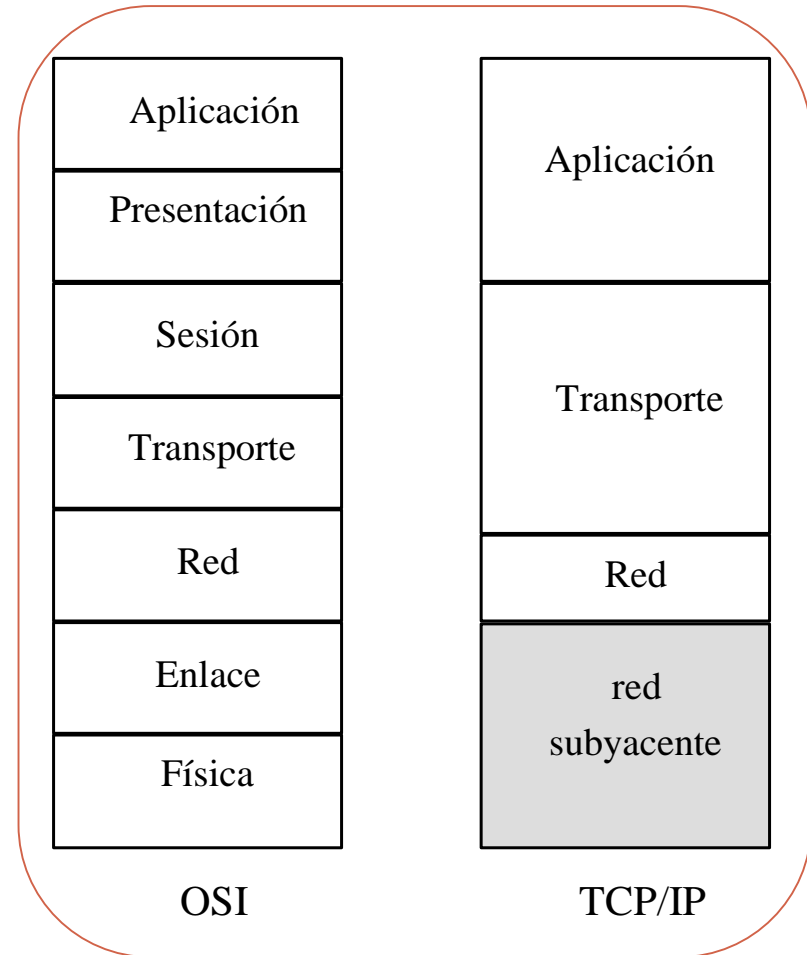 Aplicación
Presentación
Sesión
Transporte
Red
Enlace
Física
OSI
Aplicación
Transporte
Red
red
subyacente
TCP/IP